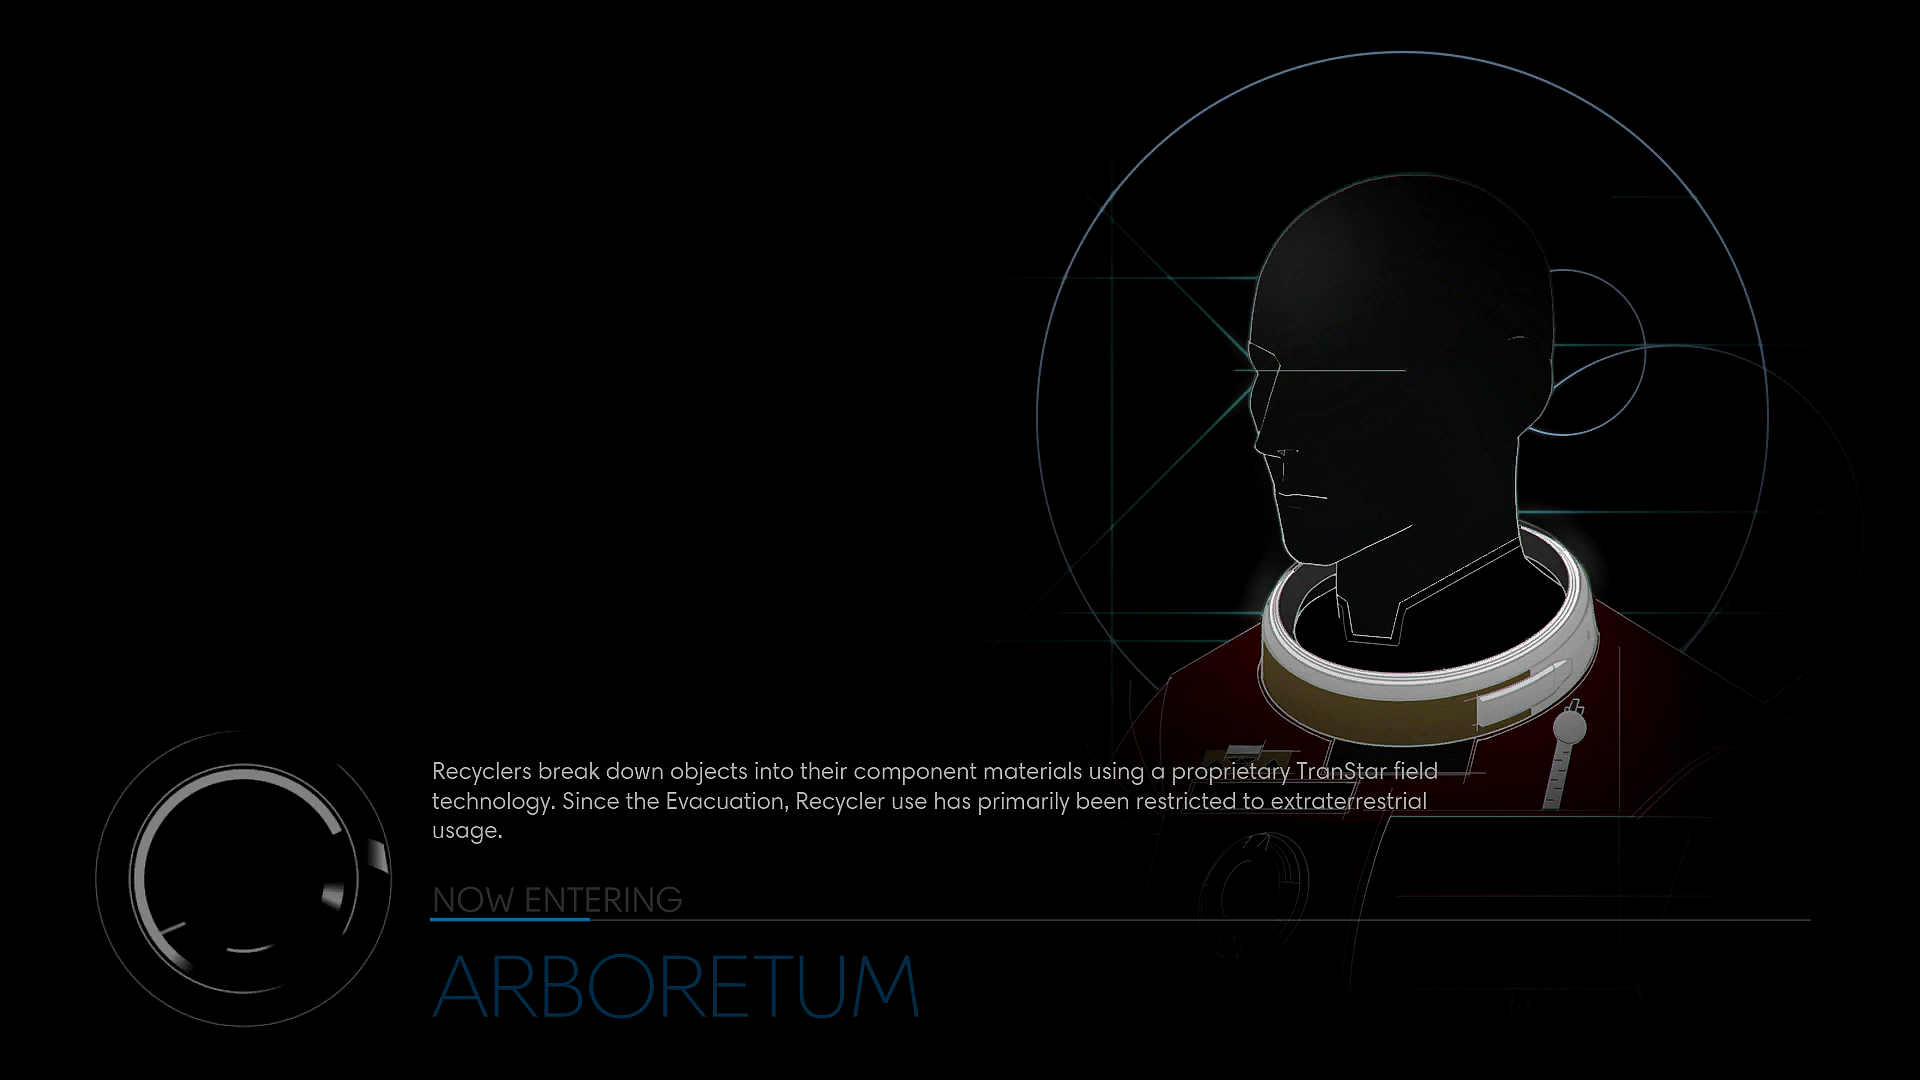 Recyclers break down objects into their component materials using a proprietary TranStar field
technology. Since the Evacuation, Recycler use has primarily been restricted to extraterrestrial
usage.
NOW ENTERING
ARBORETUM